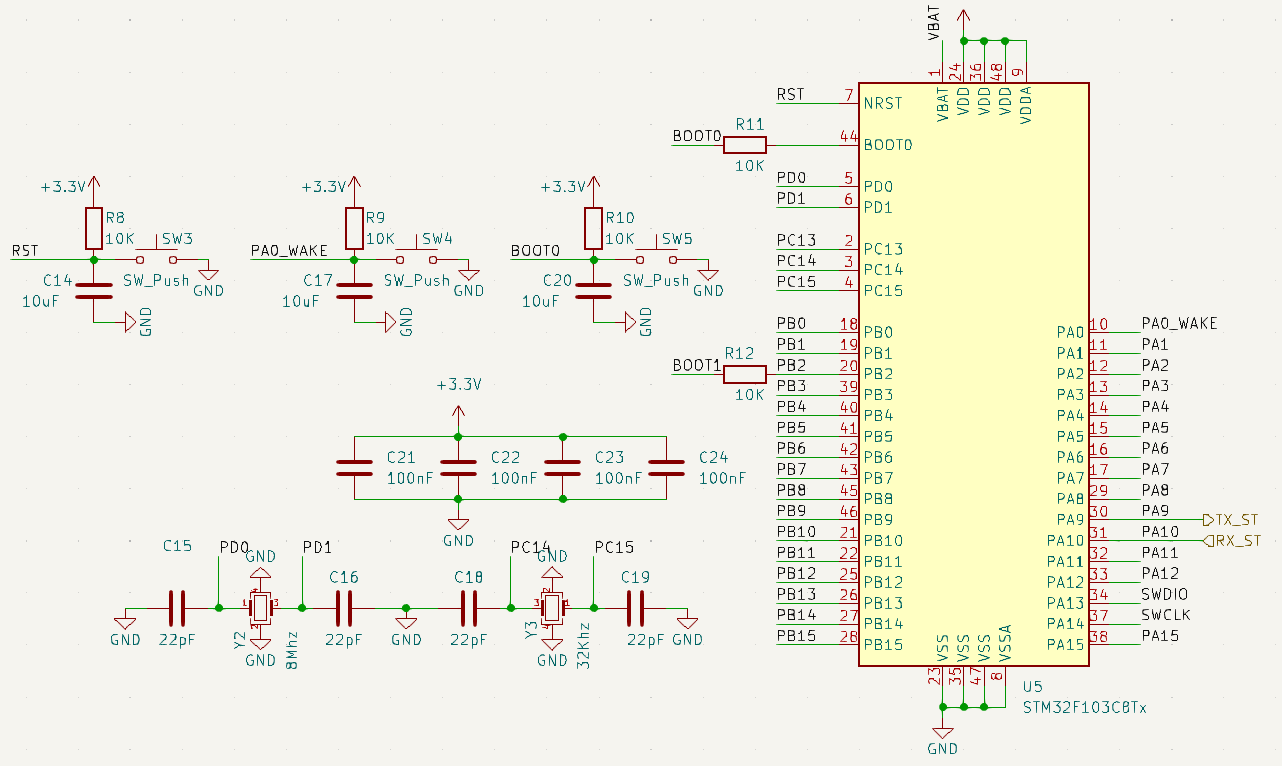 VBAT
1
24
36
48
9
VBAT
VDD
VDD
VDD
VDDA
RST 7 NRST
BOOT0 R11 10K 44 BOOT0
PD0 5 PD0
PD1 6 PD1
PC13 2 PC13
PC14 3 PC14
PC15 4 PC15
PB0 18 PB0
PB1 19 PB1
BOOT1 R12 10K PB2 20 PB2
PB3 39 PB3
PB4 40 PB4
PB5 41 PB5
PB6 42 PB6
PB7 43 PB7
PB8 45 PB8
PB9 46 PB9
PB10 21 PB10
PB11 22 PB11
PB12 25 PB12
PB13 26 PB13
PB14 27 PB14
PB15 28 PB15
PA0 10 PA0_WAKE
PA1 11 PA1
PA2 12 PA2
PA3 13 PA3
PA4 14 PA4
PA5 15 PA5
PA6 16 PA6
PA7 17 PA7
PA8 29 PA8
PA9 30 PA9 TX_ST
PA10 31 PA10 RX_ST
PA11 32 PA11
PA12 33 PA12
PA13 34 SWDIO
PA14 37 SWCLK
PA15 38 PA15
VSS
VSS
VSS
VSSA
23
35
47
8
GND
U5
STM32F103C8Tx
+3.3V
R8
10K
RST
SW3
SW_Push
GND
C14
10uF
GND
+3.3V
R9
10K
PA0_WAKE
SW4
SW_Push
GND
C17
10uF
GND
+3.3V
R10
10K
BOOT0
SW5
SW_Push
GND
C20
10uF
GND
+3.3V
C21 C22 C23 C24
100nF 100nF 100nF 100nF
GND
C15
22pF
GND
PD0
GND
1
3
GND
Y2
8Mhz
PD1
C16
22pF
GND
C18
22pF
PC14
GND
3
1
GND
Y3
32Khz
PC15
C19
22pF
GND